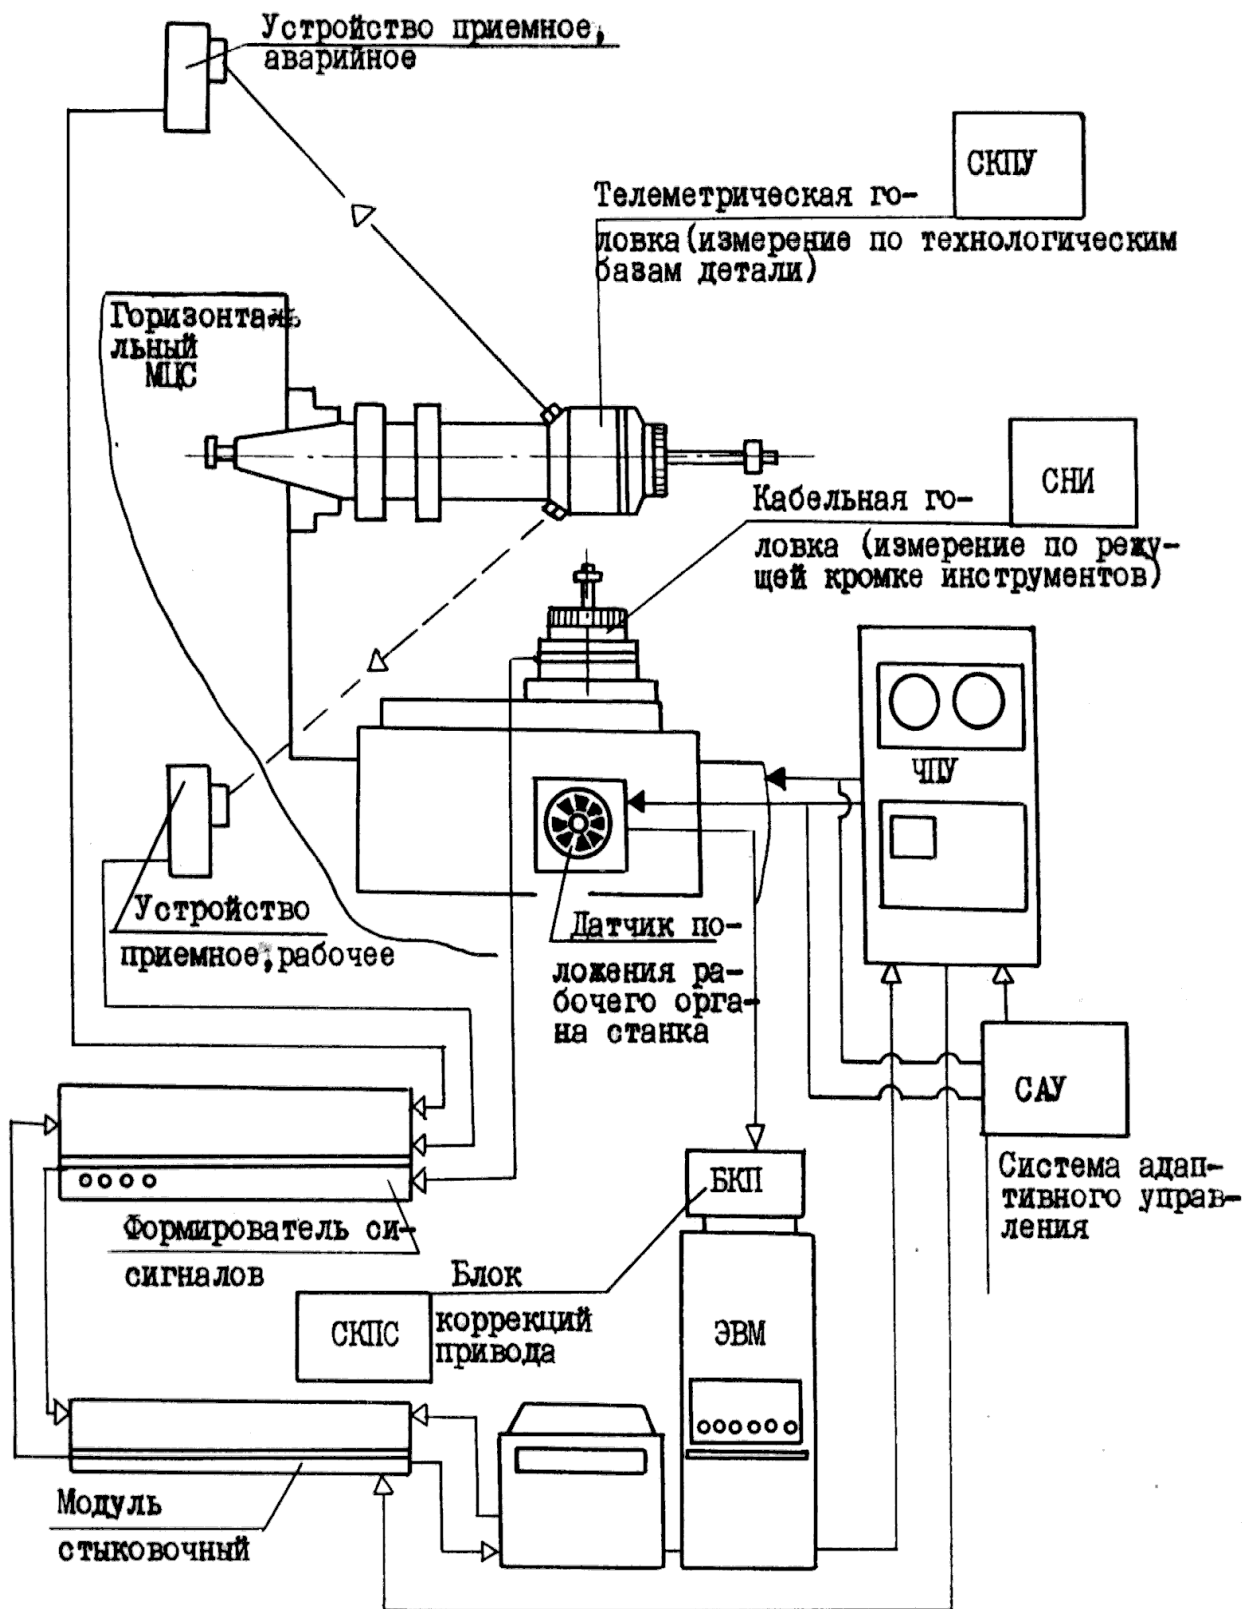 Устройство приемное,
аварийное
СКПУ
Телеметрическая го-
ловка (измерение по технологическим
базам детали)
Горизонталь
льный
МЦС
СНИ
Кабельная го-
ловка (измерение по режу-
щей кромке инструментов)
ЧПУ
Устройство
приемное, рабочее
Датчик по-
ложения ра-
бочего орга-
на станка
САУ
Система адап-
тивного управ-
ления
БКП
Формирователь си-
сигналов
Блок
коррекций
привода
СКПС
ЭВМ
Модуль
стыковочный